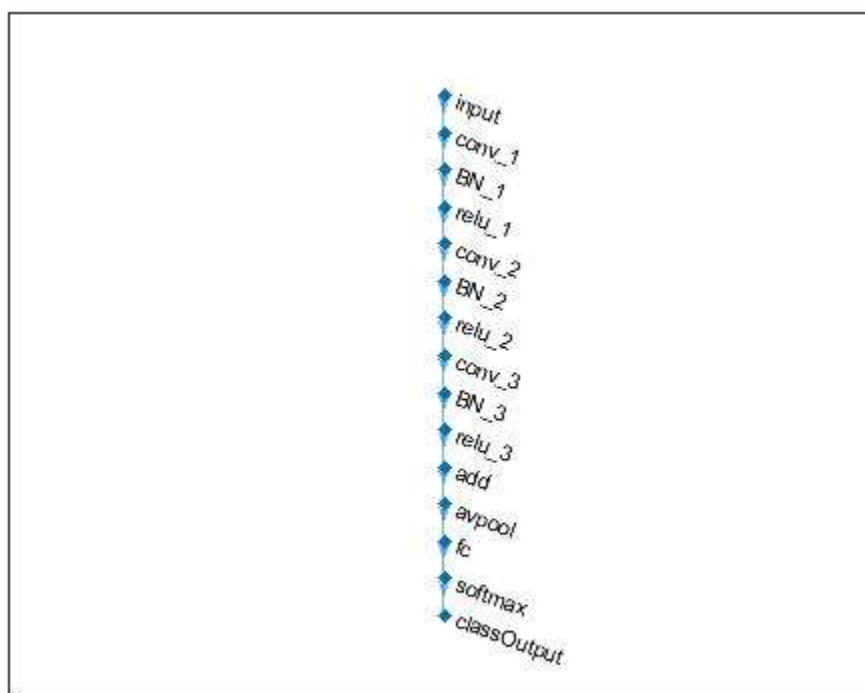 input
conv_1
BN_1
relu_1
conv_2
BN_2
relu_2
conv_3
BN_3
relu_3
add
avpool
fc
softmax
classOutput